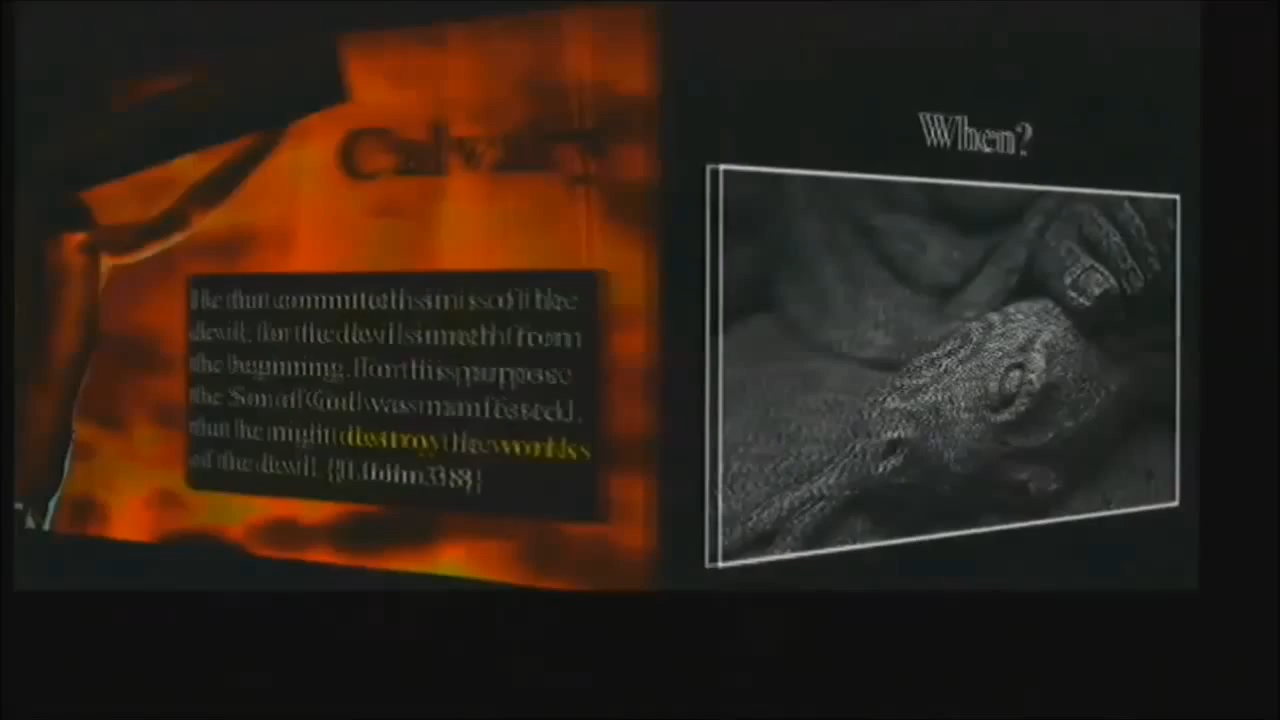 Calvary
When?
He that committeth sin is of the
devil; for the devil sinneth from
the beginning. For this purpose
the Son of God was manifested,
that he might destroy the works
of the devil. {1 John 3:8}